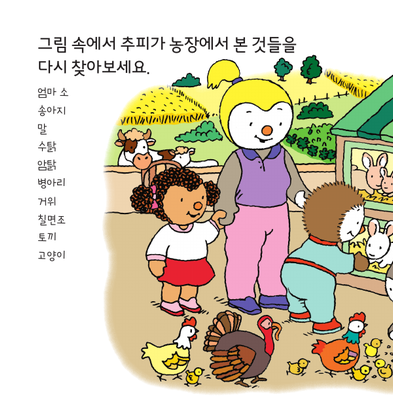 그림 속에서 추피가 농장에서 본 것들을
다시 찾아보세요.
엄마 소
송아지
말
수탉
암탉
병아리
거위
칠면조
토끼
고양이